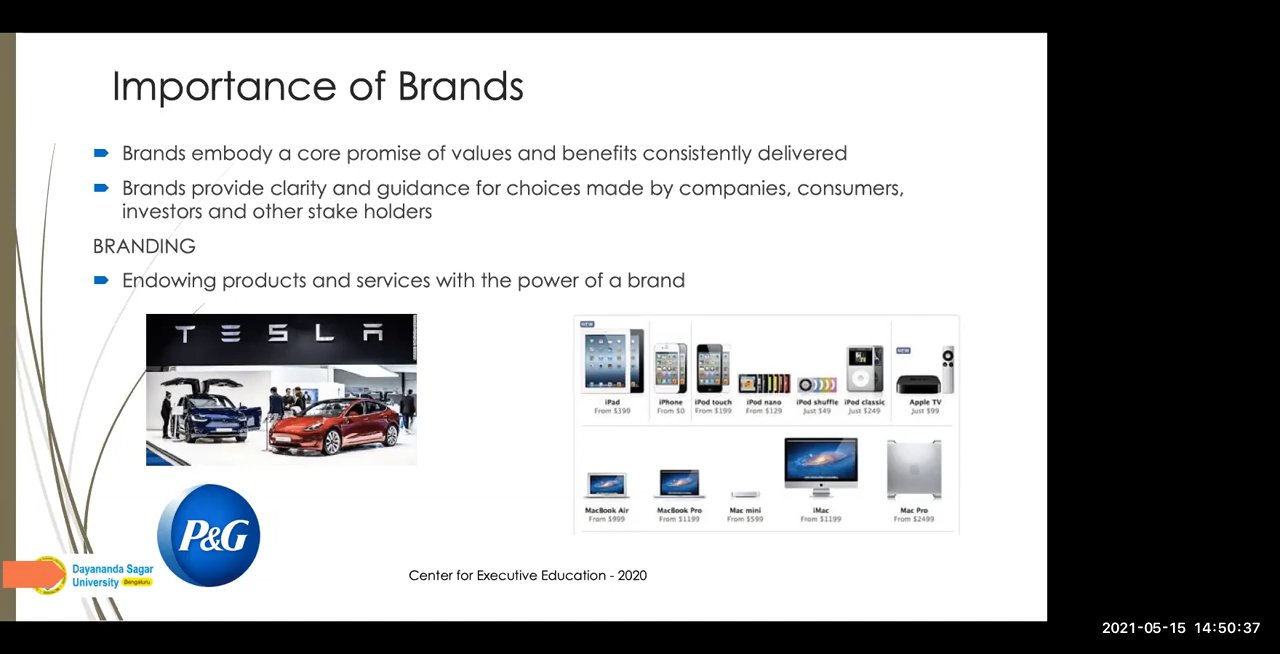 Importance of Brands
Brands embody a core promise of values and benefits consistently delivered
Brands provide clarity and guidance for choices made by companies, consumers,
investors and other stake holders
BRANDING
Endowing products and services with the power of a brand
TESLA
NEW
NEW
iPad
From $399
iPhone
From $0
iPod touch
From $199
iPod nano
From $129
iPod shuffle
Just $49
iPod classic
Just $249
Apple TV
Just $99
MacBook Air
From $999
MacBook Pro
From $1199
Mac mini
From $599
iMac
From $1199
Mac Pro
From $2499
P&G
Dayananda Sagar
University Bengaluru
Center for Executive Education - 2020
2021-05-15 14:50:37